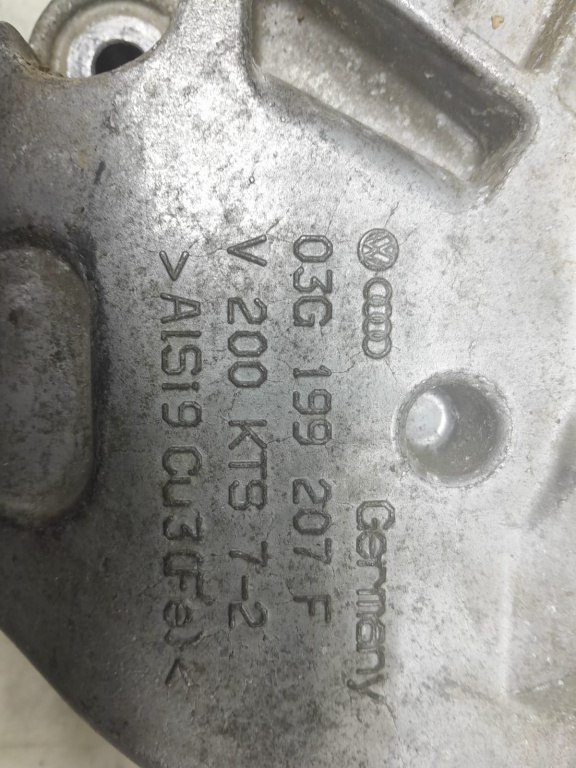 Germany
03G 199 207 F
V 200 KTS 7-2
>AlSi9Cu3(Fe)<